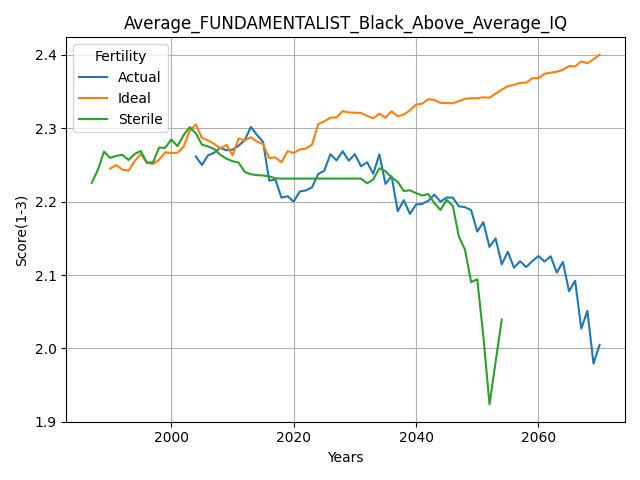 Average_FUNDAMENTALIST_Black_Above_Average_IQ
Fertility
Actual
Ideal
Sterile
Score(1-3)
2.4
2.3
2.2
2.1
2.0
1.9
2000
2020
2040
2060
Years